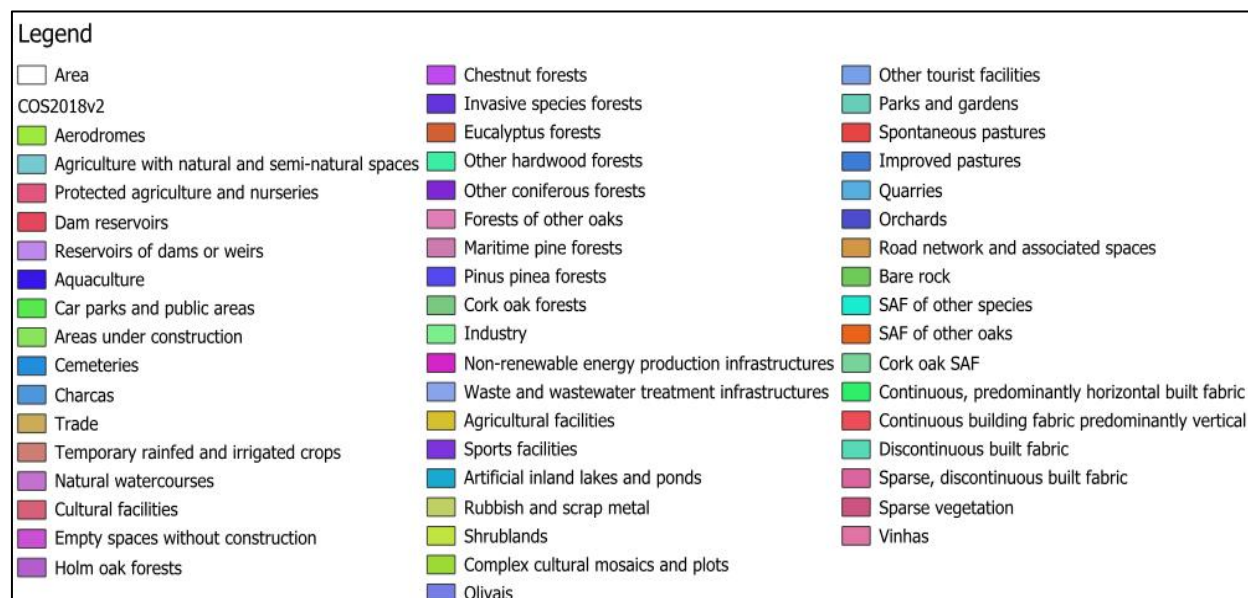 Legend
Area
COS2018v2
Aerodromes
Agriculture with natural and semi-natural spaces
Protected agriculture and nurseries
Dam reservoirs
Reservoirs of dams or weirs
Aquaculture
Car parks and public areas
Areas under construction
Cemeteries
Charcas
Trade
Temporary rainfed and irrigated crops
Natural watercourses
Cultural facilities
Empty spaces without construction
Holm oak forests
Chestnut forests
Invasive species forests
Eucalyptus forests
Other hardwood forests
Other coniferous forests
Forests of other oaks
Maritime pine forests
Pinus pinea forests
Cork oak forests
Industry
Non-renewable energy production infrastructures
Waste and wastewater treatment infrastructures
Agricultural facilities
Sports facilities
Artificial inland lakes and ponds
Rubbish and scrap metal
Shrublands
Complex cultural mosaics and plots
Olivais
Other tourist facilities
Parks and gardens
Spontaneous pastures
Improved pastures
Quarries
Orchards
Road network and associated spaces
Bare rock
SAF of other species
SAF of other oaks
Cork oak SAF
Continuous, predominantly horizontal built fabric
Continuous building fabric predominantly vertical
Discontinuous built fabric
Sparse, discontinuous built fabric
Sparse vegetation
Vinhas